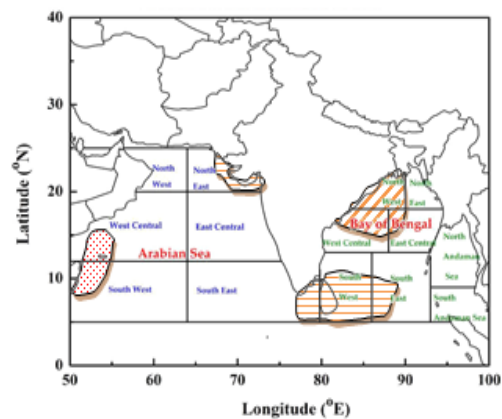 40
30
20
10
0
50
60
70
80
90
100
Latitude (°N)
Longitude (°E)
North
West
North
East
West Central
East Central
Arabian Sea
South West
South East
North
West
North
East
Bay of Bengal
West Central
East Central
North
Andaman
Sea
South
West
South
East
South
Andaman Sea